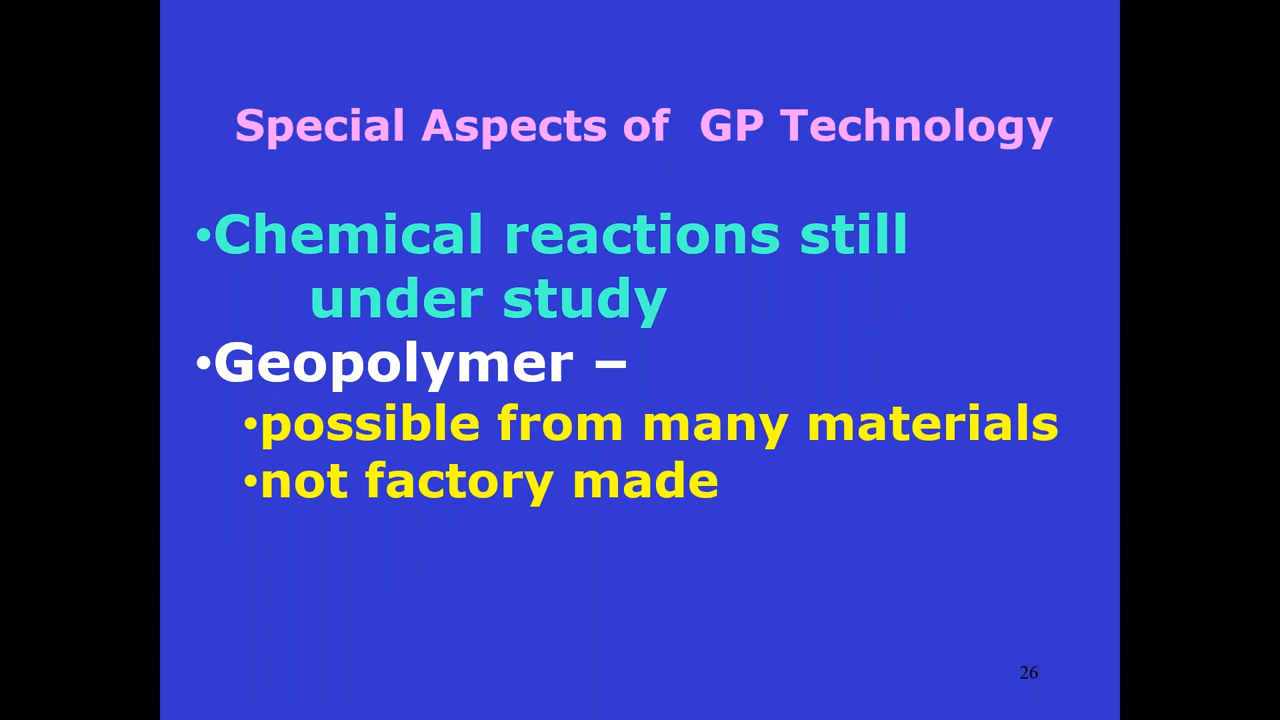 Special Aspects of  GP Technology
•Chemical reactions still
under study
•Geopolymer –
•possible from many materials
•not factory made
26